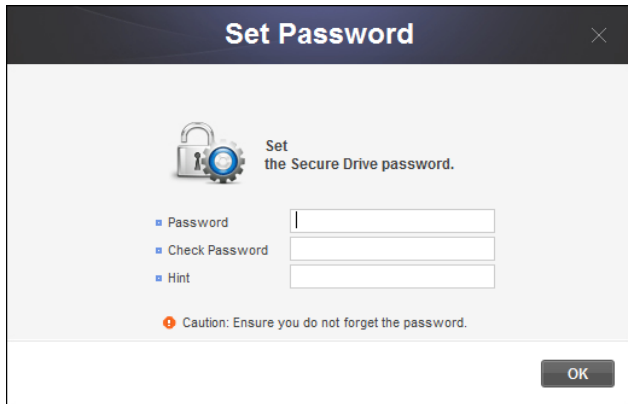 Set Password
Set
the Secure Drive password.
Password
Check Password
Hint
Caution: Ensure you do not forget the password.
OK